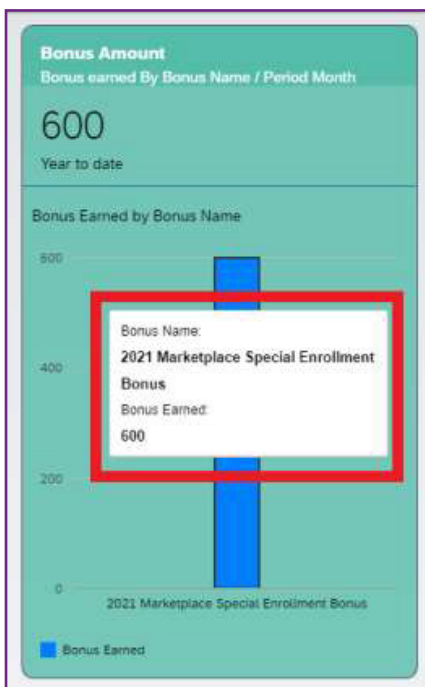 Bonus Amount
Bonus earned By Bonus Name / Period Month
600
Year to date
Bonus Earned by Bonus Name
600
Bonus Name:
2021 Marketplace Special Enrollment
Bonus
Bonus Earned:
600
400
200
0
2021 Marketplace Special Enrollment Bonus
Bonus Earned